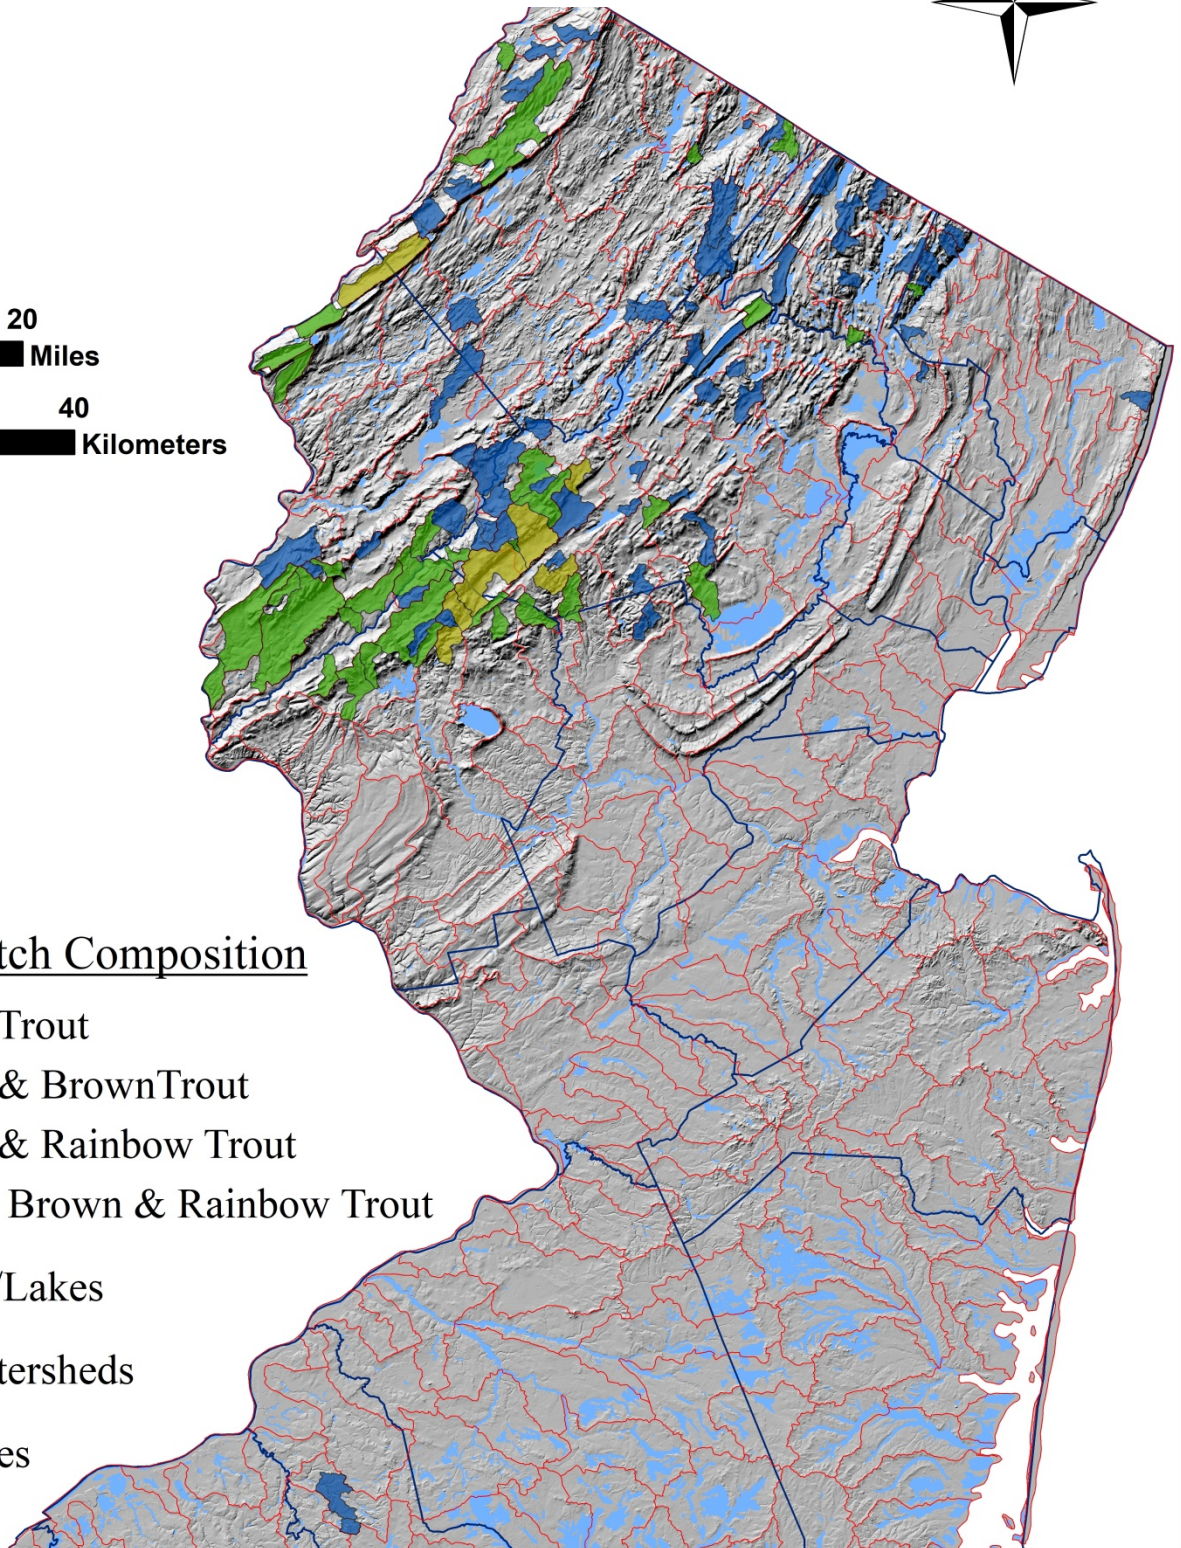 20
Miles
40
Kilometers
tch Composition
Trout
& BrownTrout
& Rainbow Trout
Brown & Rainbow Trout
/Lakes
tersheds
es